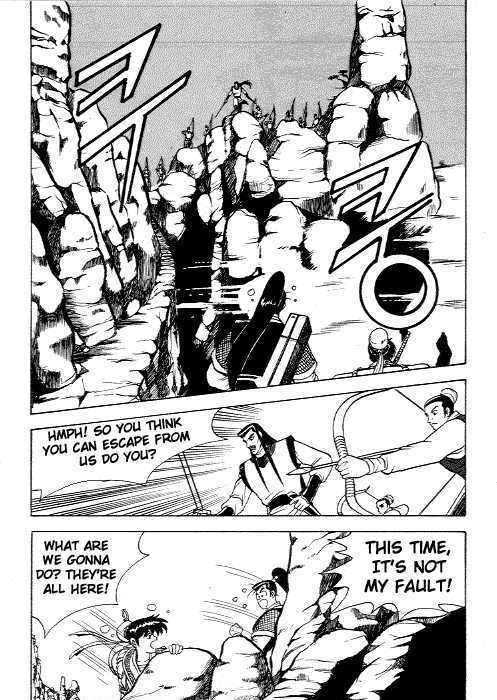 HMPH! SO YOU THINK
YOU CAN ESCAPE FROM
US DO YOU?
THIS TIME,
IT'S NOT
MY FAULT!
WHAT ARE
WE GONNA
DO? THEY'RE
ALL HERE!